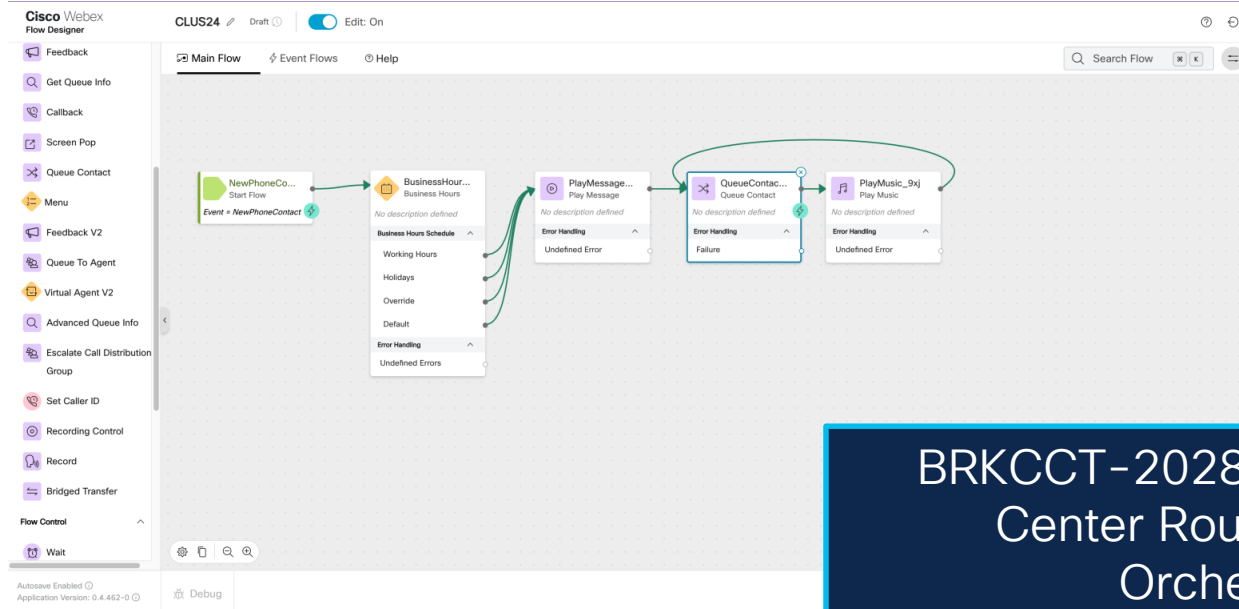 Cisco Webex
Flow Designer
CLUS24
Draft
Edit: On
Feedback
Get Queue Info
Callback
Screen Pop
Queue Contact
Menu
Feedback V2
Queue To Agent
Virtual Agent V2
Advanced Queue Info
Escalate Call Distribution
Group
Set Caller ID
Recording Control
Record
Bridged Transfer
Flow Control
Wait
Autosave Enabled
Application Version: 0.4.462-0
Main Flow
Event Flows
Help
Search Flow
⌘ K
NewPhoneCo...
Start Flow
Event = NewPhoneContact
BusinessHour...
Business Hours
No description defined
Business Hours Schedule
Working Hours
Holidays
Override
Default
Error Handling
Undefined Errors
PlayMessage...
Play Message
No description defined
Error Handling
Undefined Error
QueueContac...
Queue Contact
No description defined
Error Handling
Failure
PlayMusic_9xj
Play Music
No description defined
Error Handling
Undefined Error
Debug
BRKCCT-2028
Center Rou
Orche